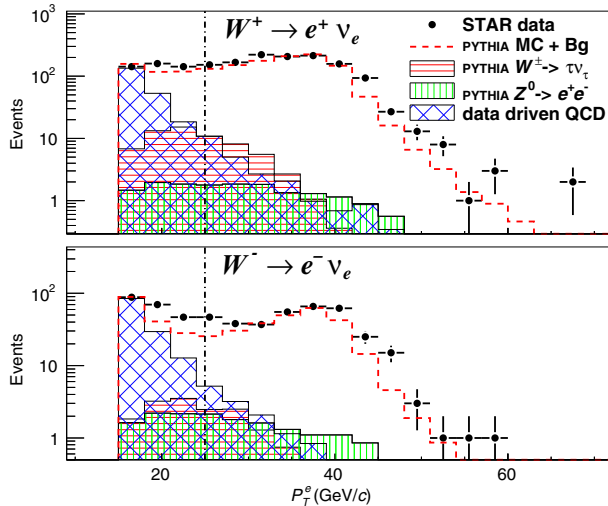 W⁺ → e⁺ νₑ
STAR data
PYTHIA MC + Bg
PYTHIA W±-> τντ
PYTHIA Z⁰-> e⁺e⁻
data driven QCD
Events
10³
10²
10
1
W⁻ → e⁻ νₑ
Events
10²
10
1
20 40 60
P_T^e (GeV/c)